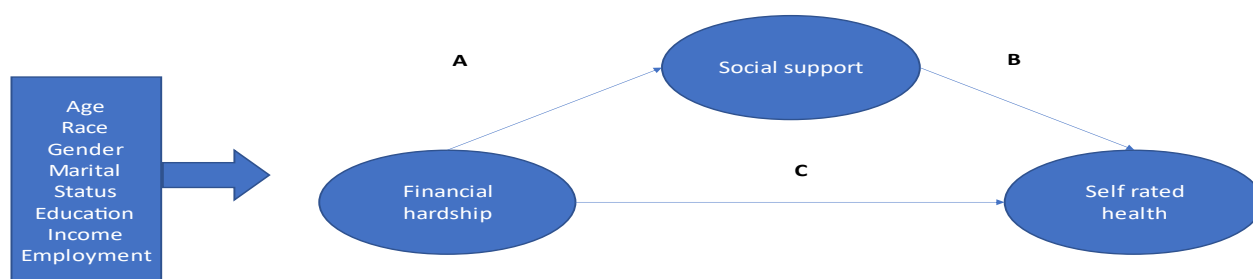 A
Social support
B
Age
Race
Gender
Marital
Status
Education
Income
Employment
Financial
hardship
C
Self rated
health